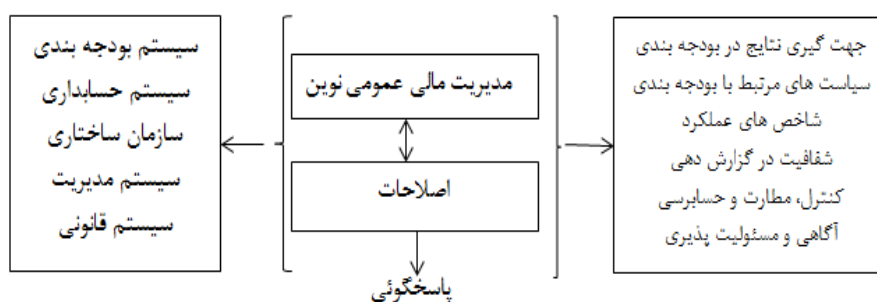 جهت گیری نتایج در بودجه بندی
سیاست های مرتبط با بودجه بندی
شاخص های عملکرد
شفافیت در گزارش دهی
کنترل، مطارت و حسابرسی
آگاهی و مسئولیت پذیری
مدیریت مالی عمومی نوین
اصلاحات
پاسخگوئی
سیستم بودجه بندی
سیستم حسابداری
سازمان ساختاری
سیستم مدیریت
سیستم قانونی